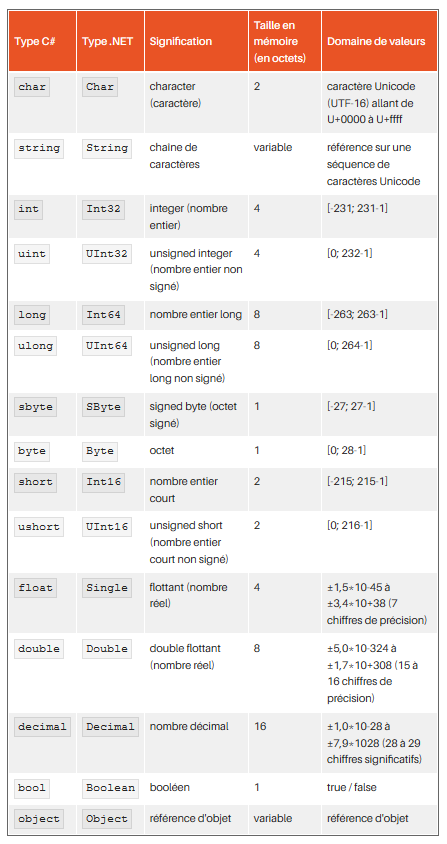 Type C# Type .NET Signification Taille en mémoire (en octets) Domaine de valeurs
char Char character (caractère) 2 caractère Unicode (UTF-16) allant de U+0000 à U+ffff
string String chaine de caractères variable référence sur une séquence de caractères Unicode
int Int32 integer (nombre entier) 4 [-231; 231-1]
uint UInt32 unsigned integer (nombre entier non signé) 4 [0; 232-1]
long Int64 nombre entier long 8 [-263; 263-1]
ulong UInt64 unsigned long (nombre entier long non signé) 8 [0; 264-1]
sbyte SByte signed byte (octet signé) 1 [-27; 27-1]
byte Byte octet 1 [0; 28-1]
short Int16 nombre entier court 2 [-215; 215-1]
ushort UInt16 unsigned short (nombre entier court non signé) 2 [0; 216-1]
float Single flottant (nombre réel) 4 ±1,5*10-45 à ±3,4*10+38 (7 chiffres de précision)
double Double double flottant (nombre réel) 8 ±5,0*10-324 à ±1,7*10+308 (15 à 16 chiffres de précision)
decimal Decimal nombre décimal 16 ±1,0*10-28 à ±7,9*1028 (28 à 29 chiffres significatifs)
bool Boolean booléen 1 true / false
object Object référence d'objet variable référence d'objet